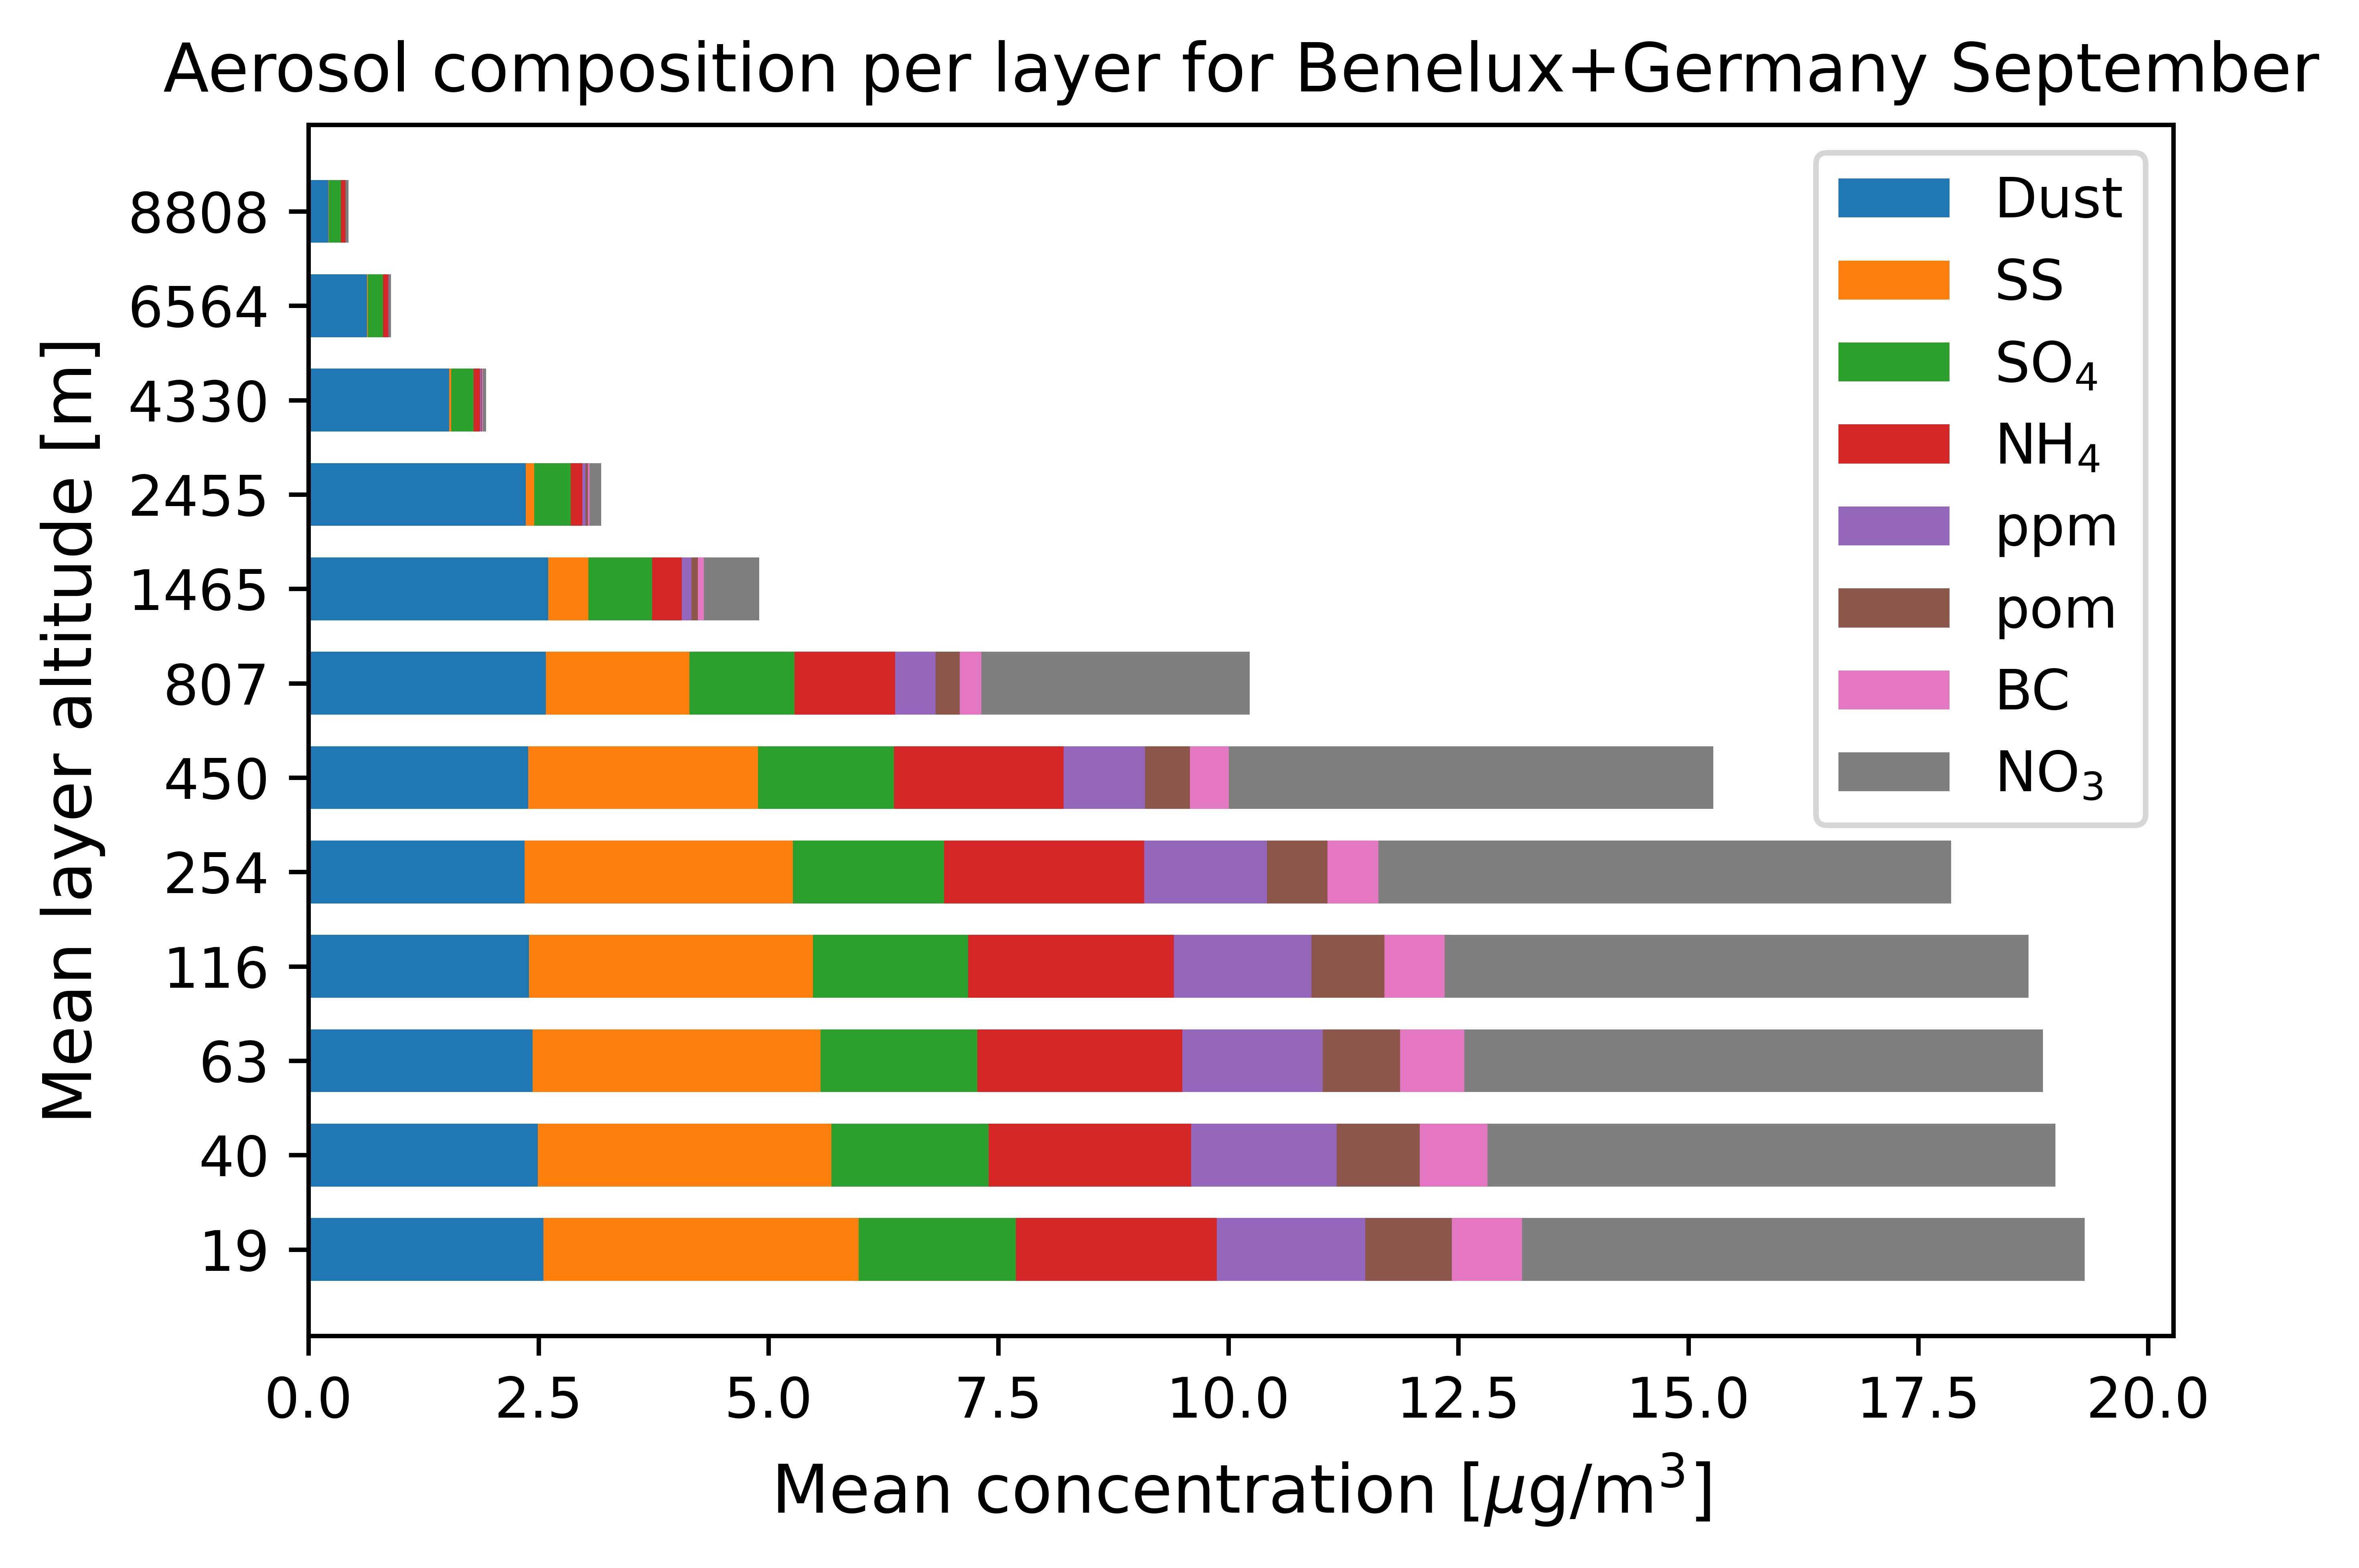 Aerosol composition per layer for Benelux+Germany September
Mean layer altitude [m]
8808
6564
4330
2455
1465
807
450
254
116
63
40
19
Dust
SS
SO₄
NH₄
ppm
pom
BC
NO₃
0.0 2.5 5.0 7.5 10.0 12.5 15.0 17.5 20.0
Mean concentration [μg/m³]